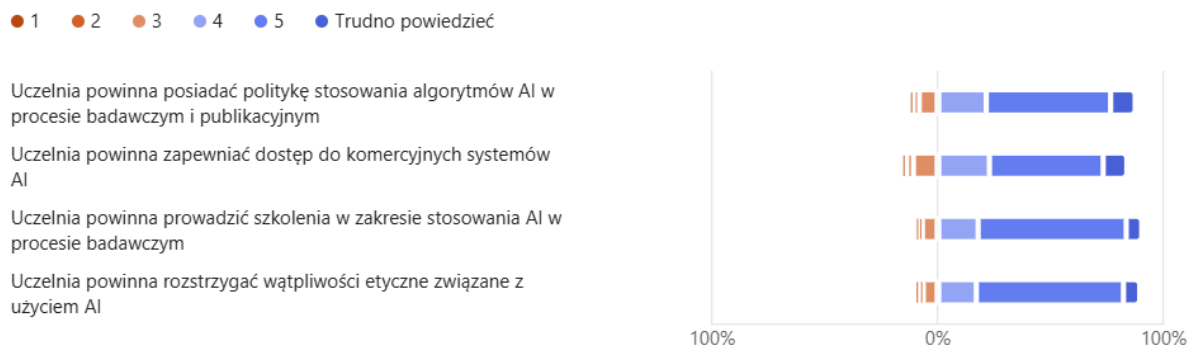 1 2 3 4 5 Trudno powiedzieć
Uczelnia powinna posiadać politykę stosowania algorytmów AI w
procesie badawczym i publikacyjnym
Uczelnia powinna zapewniać dostęp do komercyjnych systemów
AI
Uczelnia powinna prowadzić szkolenia w zakresie stosowania AI w
procesie badawczym
Uczelnia powinna rozstrzygać wątpliwości etyczne związane z
użyciem AI
100% 0% 100%